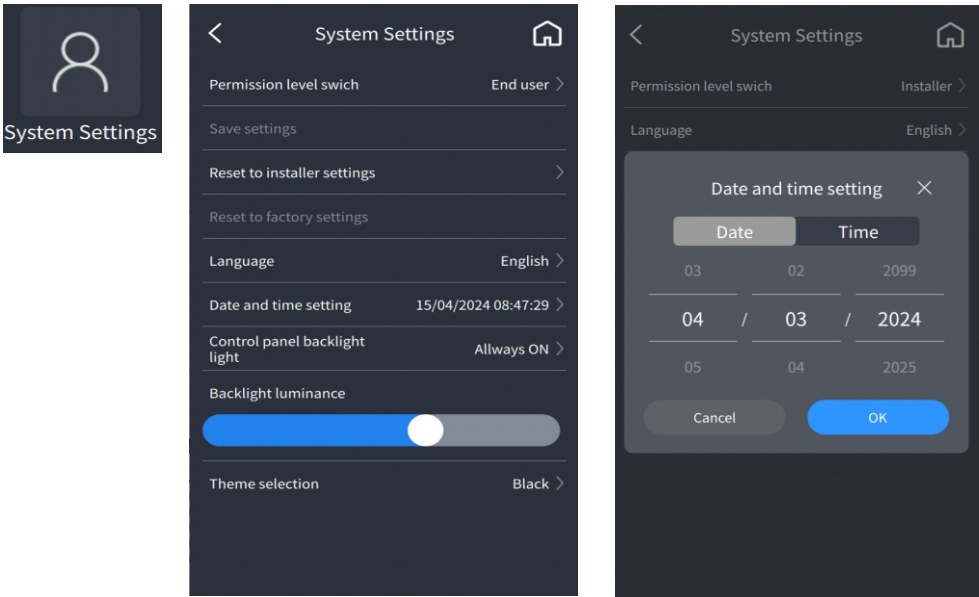 System Settings
System Settings
Permission level swich End user
Save settings
Reset to installer settings
Reset to factory settings
Language English
Date and time setting 15/04/2024 08:47:29
Control panel backlight
light Allways ON
Backlight luminance
Theme selection Black
System Settings
Permission level swich Installer
Language English
Date and time setting
Date Time
03 02 2099
04 / 03 / 2024
05 04 2025
Cancel OK